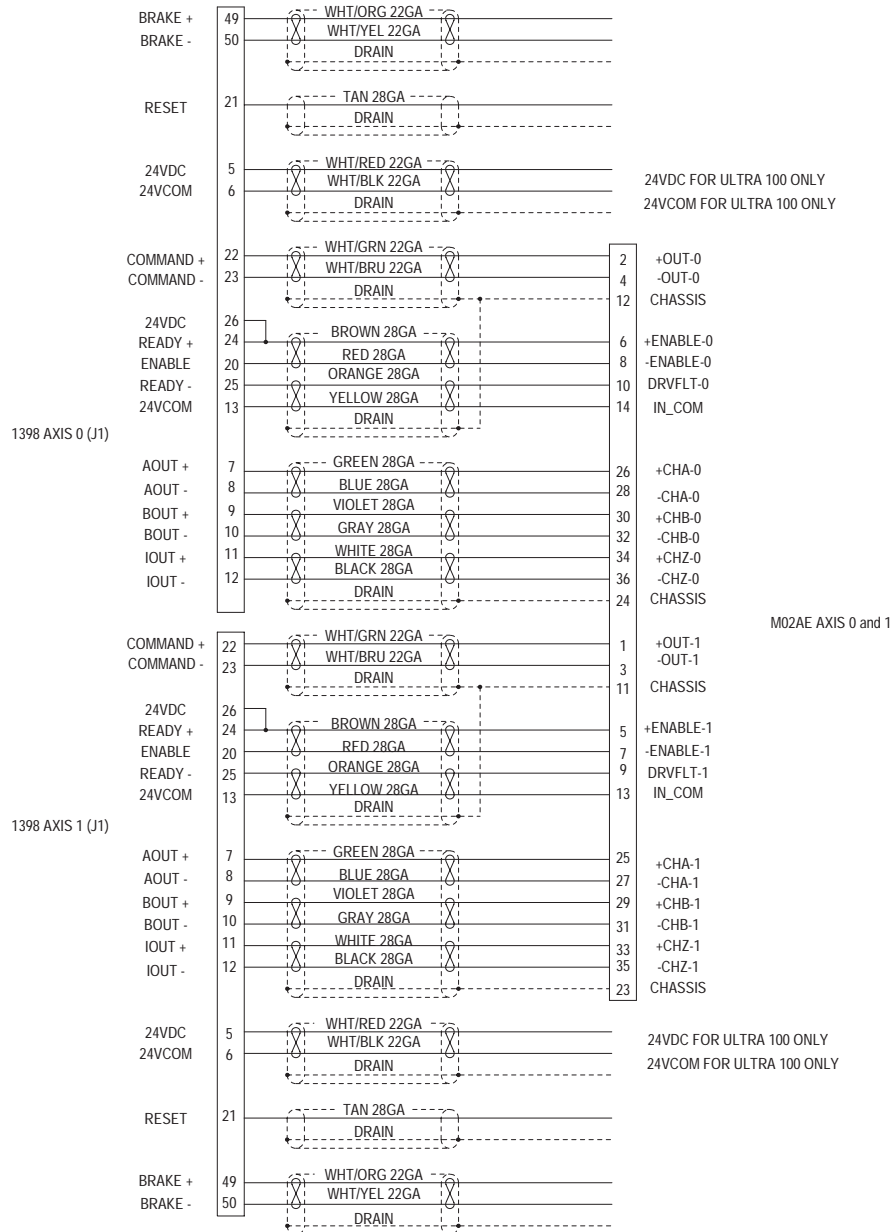 BRAKE + 49 WHT/ORG 22GA
BRAKE - 50 WHT/YEL 22GA
DRAIN
RESET 21 TAN 28GA
DRAIN
24VDC 5 WHT/RED 22GA 24VDC FOR ULTRA 100 ONLY
24VCOM 6 WHT/BLK 22GA 24VCOM FOR ULTRA 100 ONLY
DRAIN
COMMAND + 22 WHT/GRN 22GA 2 +OUT-0
COMMAND - 23 WHT/BRU 22GA 4 -OUT-0
DRAIN 12 CHASSIS
24VDC 26
READY + 24 BROWN 28GA 6 +ENABLE-0
ENABLE 20 RED 28GA 8 -ENABLE-0
READY - 25 ORANGE 28GA 10 DRVFLT-0
24VCOM 13 YELLOW 28GA 14 IN_COM
DRAIN
1398 AXIS 0 (J1)
AOUT + 7 GREEN 28GA 26 +CHA-0
AOUT - 8 BLUE 28GA 28 -CHA-0
BOUT + 9 VIOLET 28GA 30 +CHB-0
BOUT - 10 GRAY 28GA 32 -CHB-0
IOUT + 11 WHITE 28GA 34 +CHZ-0
IOUT - 12 BLACK 28GA 36 -CHZ-0
DRAIN 24 CHASSIS
M02AE AXIS 0 and 1
COMMAND + 22 WHT/GRN 22GA 1 +OUT-1
COMMAND - 23 WHT/BRU 22GA 3 -OUT-1
DRAIN 11 CHASSIS
24VDC 26
READY + 24 BROWN 28GA 5 +ENABLE-1
ENABLE 20 RED 28GA 7 -ENABLE-1
READY - 25 ORANGE 28GA 9 DRVFLT-1
24VCOM 13 YELLOW 28GA 13 IN_COM
DRAIN
1398 AXIS 1 (J1)
AOUT + 7 GREEN 28GA 25 +CHA-1
AOUT - 8 BLUE 28GA 27 -CHA-1
BOUT + 9 VIOLET 28GA 29 +CHB-1
BOUT - 10 GRAY 28GA 31 -CHB-1
IOUT + 11 WHITE 28GA 33 +CHZ-1
IOUT - 12 BLACK 28GA 35 -CHZ-1
DRAIN 23 CHASSIS
24VDC 5 WHT/RED 22GA 24VDC FOR ULTRA 100 ONLY
24VCOM 6 WHT/BLK 22GA 24VCOM FOR ULTRA 100 ONLY
DRAIN
RESET 21 TAN 28GA
DRAIN
BRAKE + 49 WHT/ORG 22GA
BRAKE - 50 WHT/YEL 22GA
DRAIN